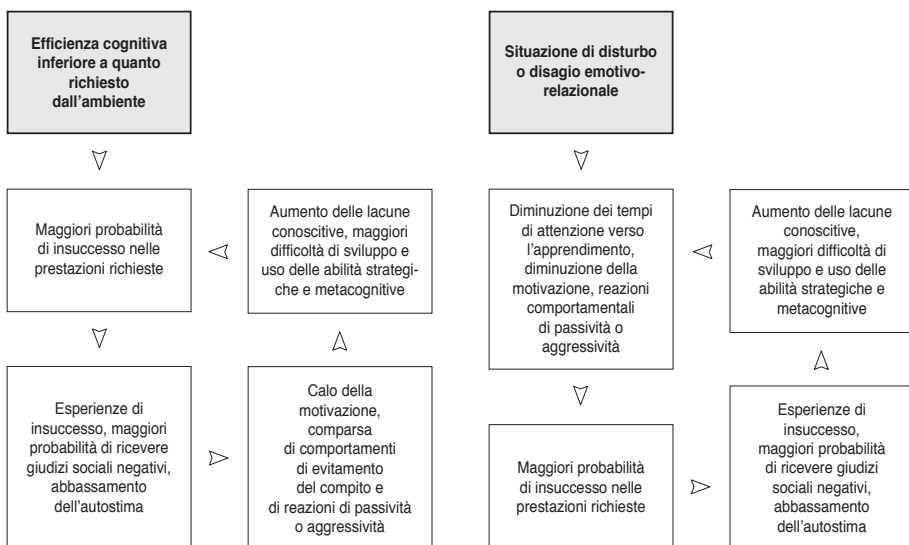 Efficienza cognitiva
inferiore a quanto
richiesto
dall'ambiente
Maggiori probabilità
di insuccesso nelle
prestazioni richieste
Aumento delle lacune
conoscitive, maggiori
difficoltà di sviluppo e
uso delle abilità strategi-
che e metacognitive
Esperienze di
insuccesso, maggiori
probabilità di ricevere
giudizi sociali negativi,
abbassamento
dell'autostima
Calo della
motivazione,
comparsa
di comportamenti
di evitamento
del compito e
di reazioni di passività
o aggressività
Situazione di disturbo
o disagio emotivo-
relazionale
Diminuzione dei tempi
di attenzione verso
l'apprendimento,
diminuzione della
motivazione, reazioni
comportamentali
di passività o
aggressività
Aumento delle lacune
conoscitive,
maggiori difficoltà di
sviluppo e uso delle
abilità strategiche e
metacognitive
Maggiori probabilità
di insuccesso nelle
prestazioni richieste
Esperienze di
insuccesso,
maggiori probabilità
di ricevere giudizi
sociali negativi,
abbassamento
dell'autostima